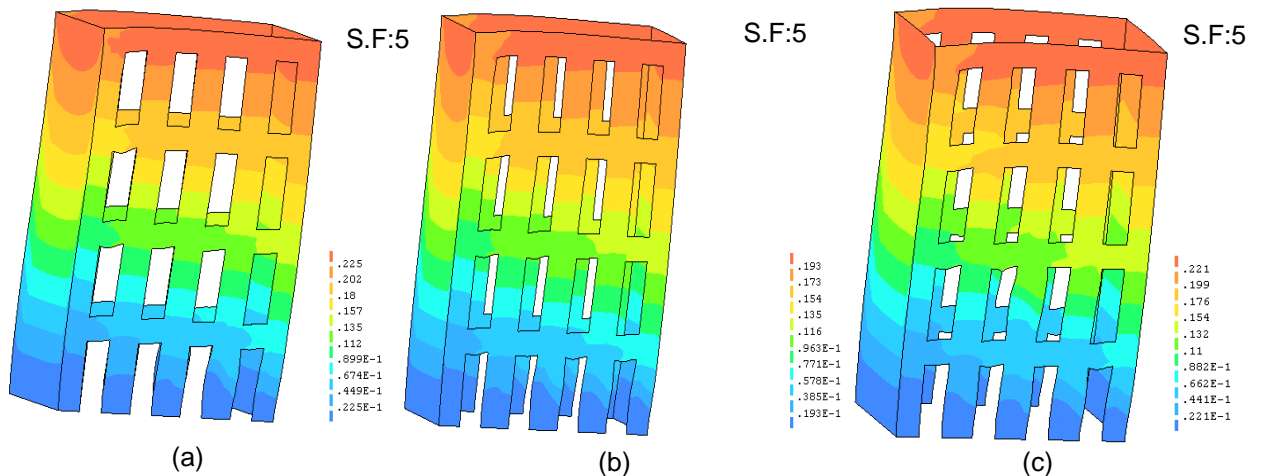 S.F:5
S.F:5
S.F:5
.225
.202
.18
.157
.135
.112
.899E-1
.674E-1
.449E-1
.225E-1
.193
.173
.154
.135
.116
.963E-1
.771E-1
.578E-1
.385E-1
.193E-1
.221
.199
.176
.154
.132
.11
.882E-1
.662E-1
.441E-1
.221E-1
(a)
(b)
(c)